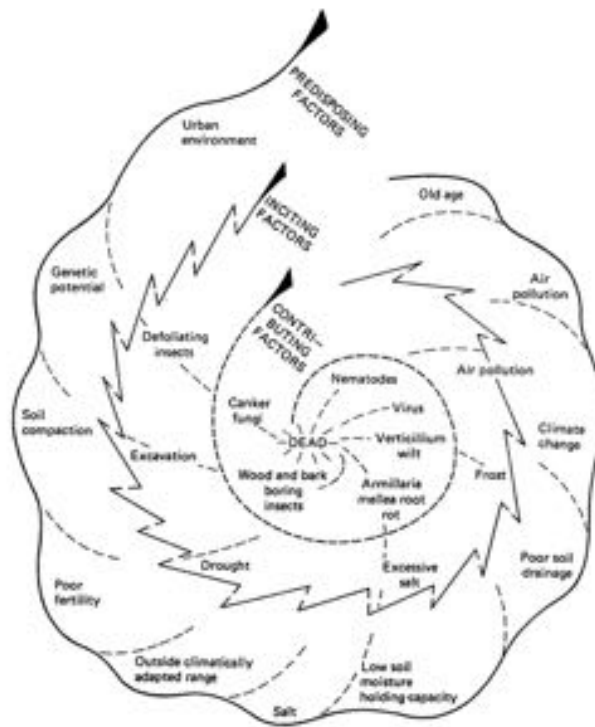 PREDISPOSING
FACTORS
Urban
environment
INCITING
FACTORS
Old age
Genetic
potential
Air
pollution
CONTRI-
BUTING
FACTORS
Defoliating
insects
Air pollution
Nematodes
Canker
fungi
Virus
Soil
compaction
Climate
change
DEAD
Verticillium
wilt
Excavation
Wood and bark
boring
insects
Armillaria
mellea root
rot
Frost
Drought
Excessive
salt
Poor soil
drainage
Poor
fertility
Outside climatically
adapted range
Low soil
moisture
holding-capacity
Salt